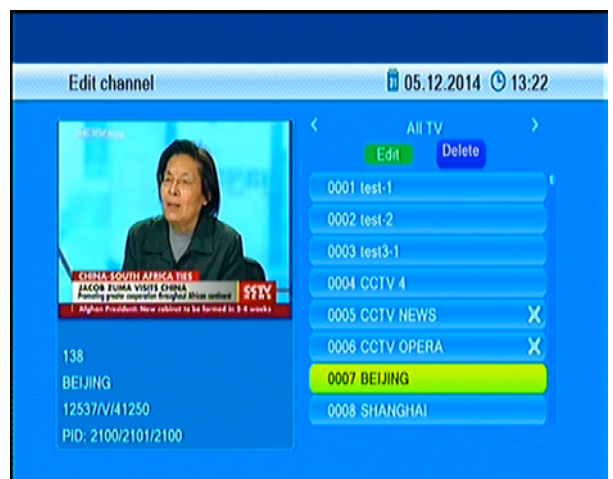 Edit channel
05.12.2014 13:22
All TV
Edit Delete
0001 test-1
0002 test-2
0003 test3-1
0004 CCTV 4
0005 CCTV NEWS
0006 CCTV OPERA
0007 BEIJING
0008 SHANGHAI
CHINA-SOUTH AFRICA TIES
JACOB ZUMA VISITS CHINA
Promoting greater cooperation throughout African continent
CCTV
NEWS
Afghan President: New cabinet to be formed in 2-4 weeks
138
BEIJING
12537/V/41250
PID: 2100/2101/2100